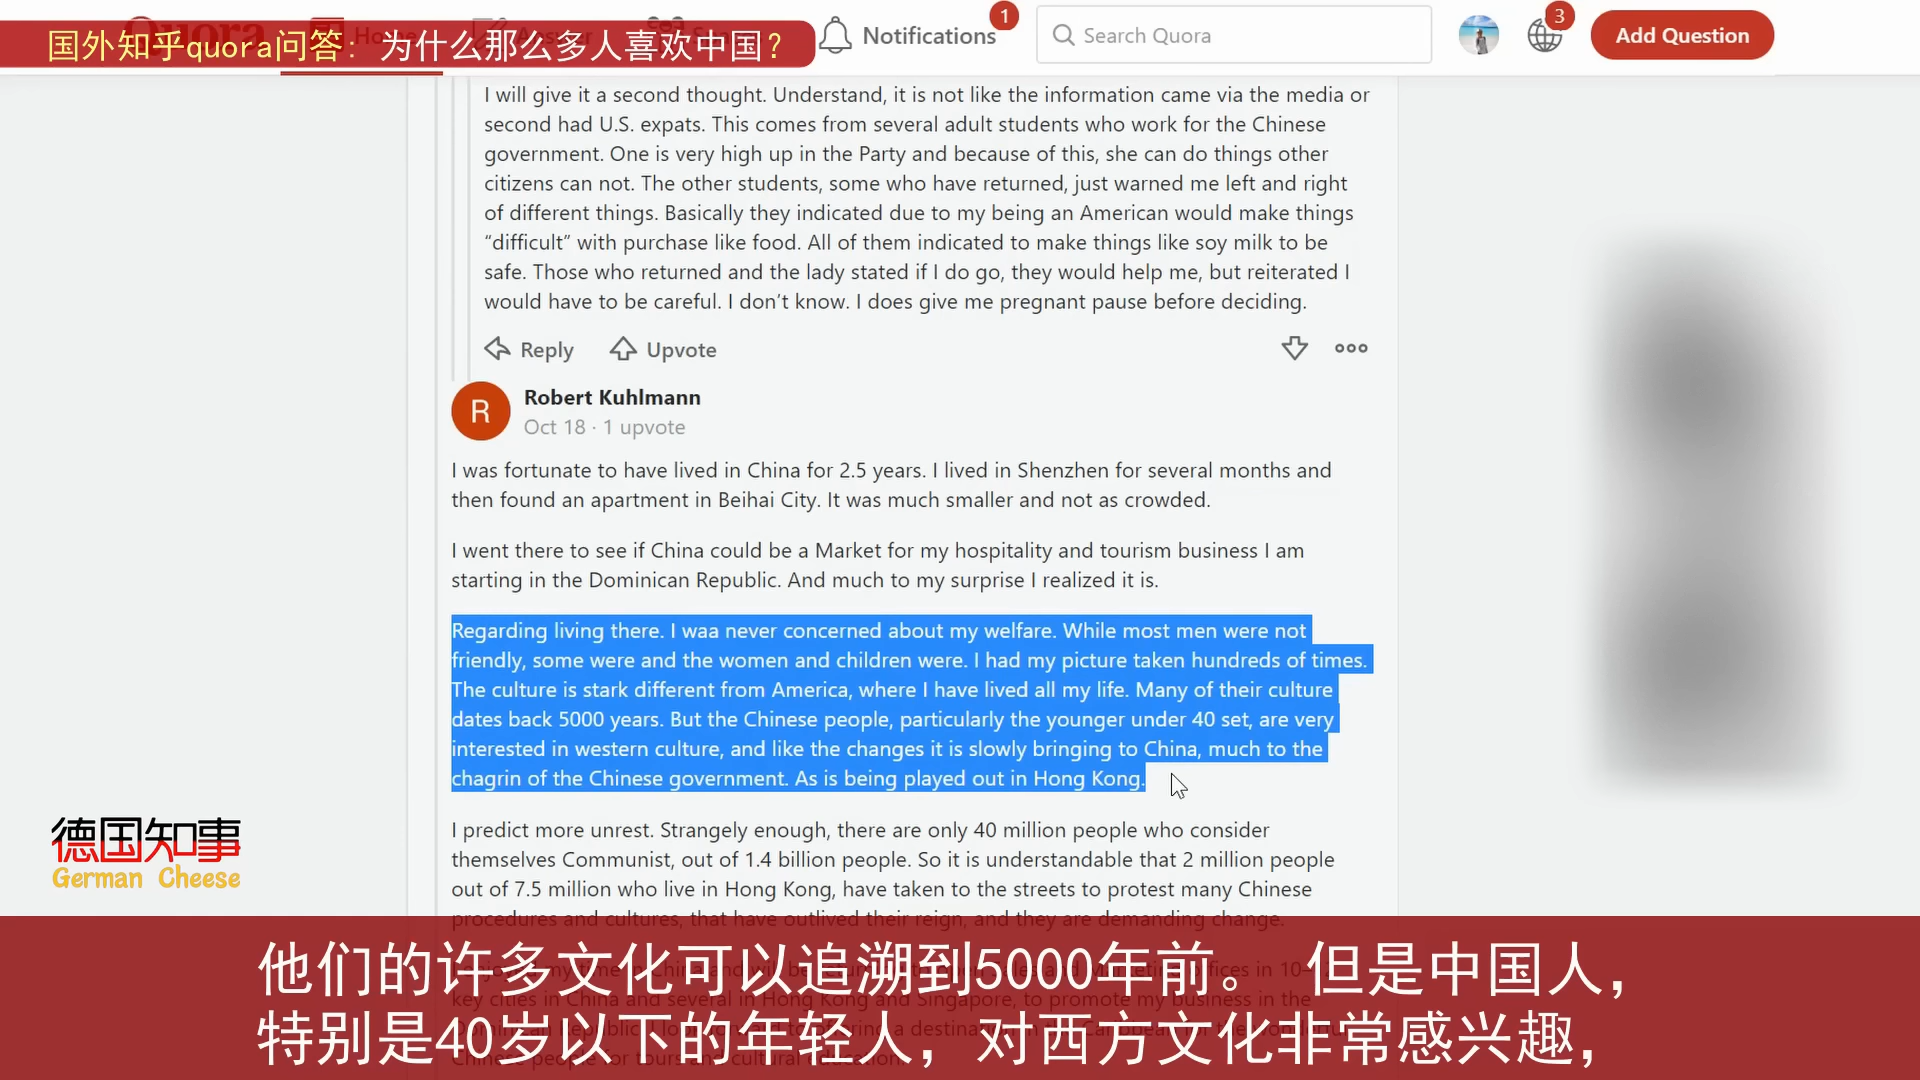 国外知乎quora问答：为什么那么多人喜欢中国？
Notifications
1
Search Quora
3
Add Question
I will give it a second thought. Understand, it is not like the information came via the media or
second had U.S. expats. This comes from several adult students who work for the Chinese
government. One is very high up in the Party and because of this, she can do things other
citizens can not. The other students, some who have returned, just warned me left and right
of different things. Basically they indicated due to my being an American would make things
“difficult” with purchase like food. All of them indicated to make things like soy milk to be
safe. Those who returned and the lady stated if I do go, they would help me, but reiterated I
would have to be careful. I don’t know. I does give me pregnant pause before deciding.
Reply
Upvote
R
Robert Kuhlmann
Oct 18 · 1 upvote
I was fortunate to have lived in China for 2.5 years. I lived in Shenzhen for several months and
then found an apartment in Beihai City. It was much smaller and not as crowded.
I went there to see if China could be a Market for my hospitality and tourism business I am
starting in the Dominican Republic. And much to my surprise I realized it is.
Regarding living there. I waa never concerned about my welfare. While most men were not
friendly, some were and the women and children were. I had my picture taken hundreds of times.
The culture is stark different from America, where I have lived all my life. Many of their culture
dates back 5000 years. But the Chinese people, particularly the younger under 40 set, are very
interested in western culture, and like the changes it is slowly bringing to China, much to the
chagrin of the Chinese government. As is being played out in Hong Kong.
I predict more unrest. Strangely enough, there are only 40 million people who consider
themselves Communist, out of 1.4 billion people. So it is understandable that 2 million people
out of 7.5 million who live in Hong Kong, have taken to the streets to protest many Chinese
procedures and cultures, that have outlived their reign, and they are demanding change.
德国知事
German Cheese
他们的许多文化可以追溯到5000年前。 但是中国人，
特别是40岁以下的年轻人，对西方文化非常感兴趣，